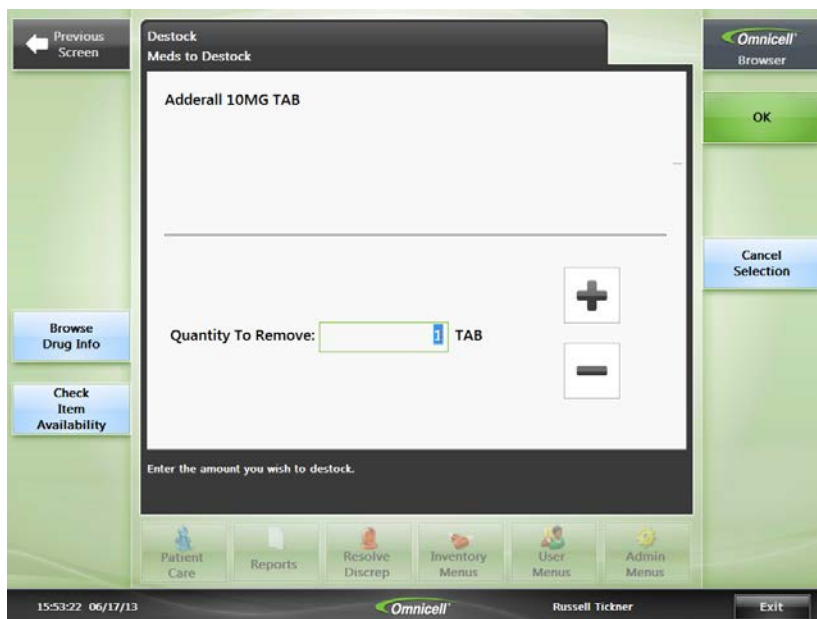 Previous
Screen
Destock
Meds to Destock
Omnicell
Browser
Adderall 10MG TAB
OK
Cancel
Selection
Quantity To Remove: 1 TAB
Browse
Drug Info
Check
Item
Availability
Enter the amount you wish to destock.
Patient
Care
Reports
Resolve
Discrep
Inventory
Menus
User
Menus
Admin
Menus
15:53:22 06/17/13
Omnicell
Russell Tickner
Exit